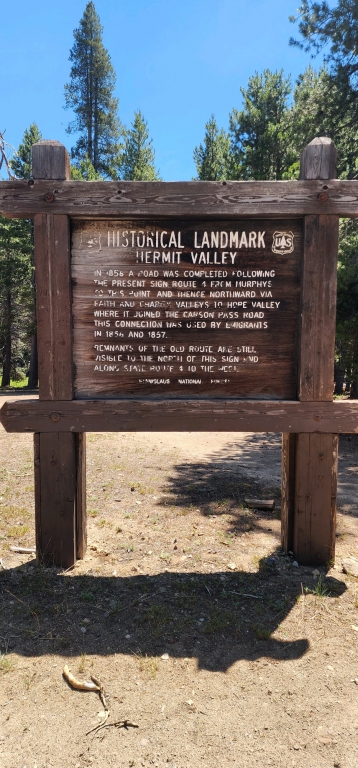 HISTORICAL LANDMARK
HERMIT VALLEY
IN 1856 A ROAD WAS COMPLETED FOLLOWING
THE PRESENT SIGN ROUTE 4 FROM MURPHYS
TO THIS POINT AND THENCE NORTHWARD VIA
FAITH AND CHARITY VALLEYS TO HOPE VALLEY
WHERE IT JOINED THE CARSON PASS ROAD
THIS CONNECTION WAS USED BY EMIGRANTS
IN 1856 AND 1857.
REMNANTS OF THE OLD ROUTE ARE STILL
VISIBLE TO THE NORTH OF THIS SIGN AND
ALONG STATE ROUTE 4 TO THE WEST.
STANISLAUS NATIONAL FOREST
UAS